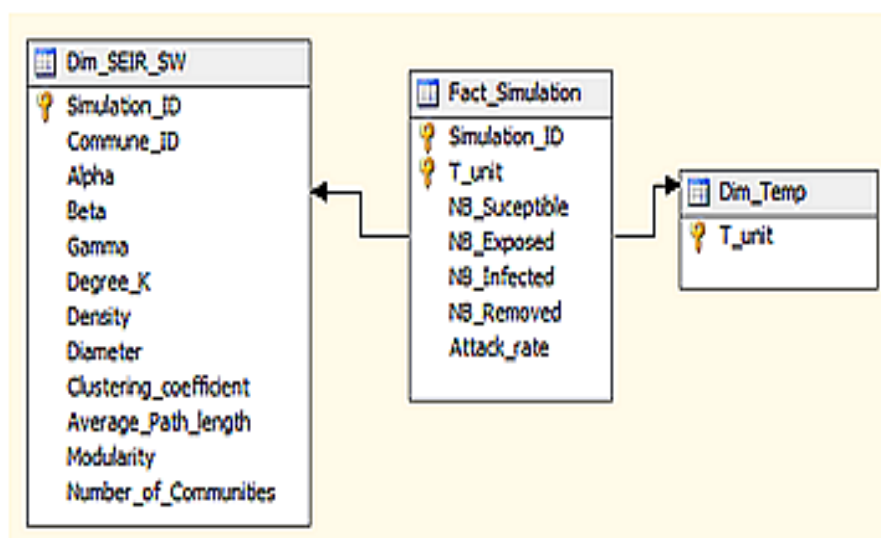 Dim_SEIR_SW
Simulation_ID
Commune_ID
Alpha
Beta
Gamma
Degree_K
Density
Diameter
Clustering_coefficient
Average_Path_length
Modularity
Number_of_Communities
Fact_Simulation
Simulation_ID
T_unit
NB_Suceptible
NB_Exposed
NB_Infected
NB_Removed
Attack_rate
Dim_Temp
T_unit